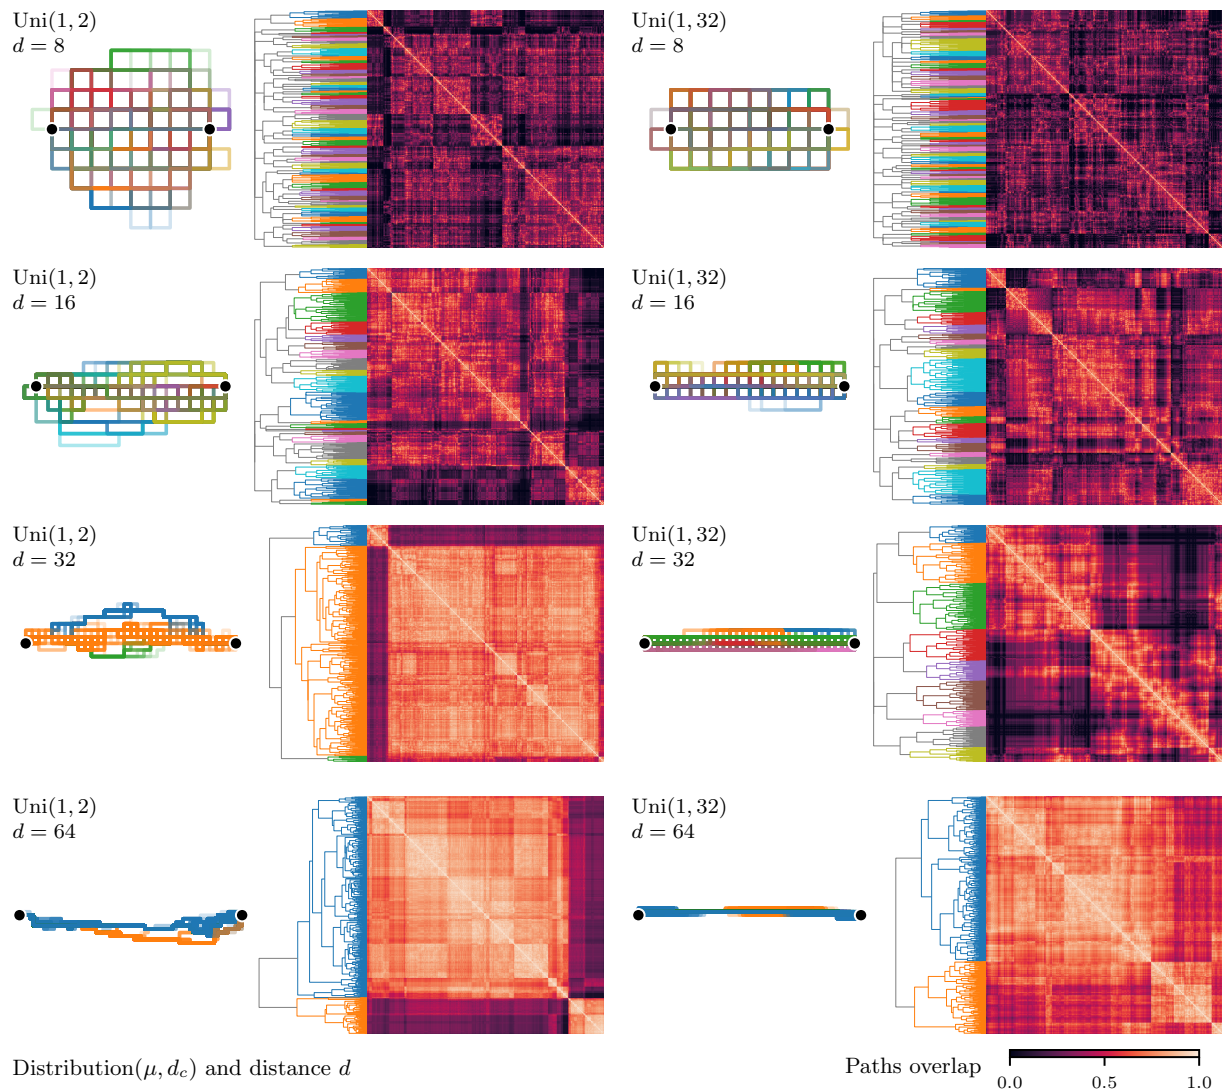 Uni(1, 2)
d = 8
Uni(1, 32)
d = 8
Uni(1, 2)
d = 16
Uni(1, 32)
d = 16
Uni(1, 2)
d = 32
Uni(1, 32)
d = 32
Uni(1, 2)
d = 64
Uni(1, 32)
d = 64
Distribution(μ, d_c) and distance d
Paths overlap
0.0 0.5 1.0